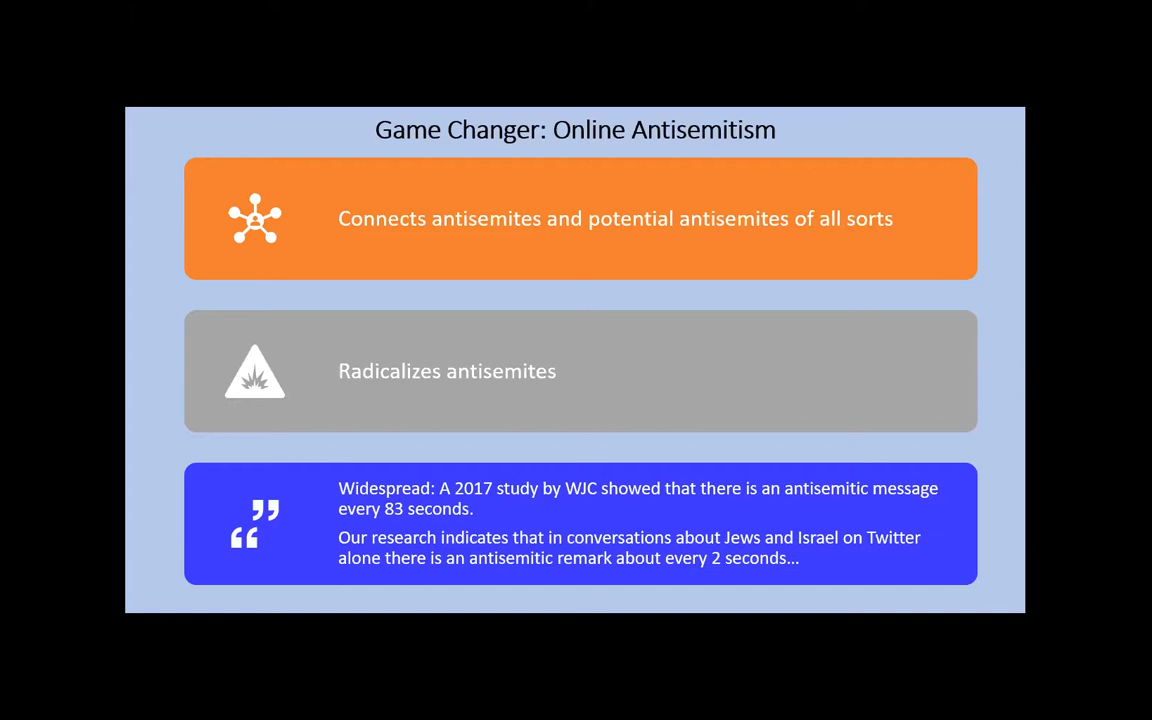 Game Changer: Online Antisemitism
Connects antisemites and potential antisemites of all sorts
Radicalizes antisemites
Widespread: A 2017 study by WJC showed that there is an antisemitic message
every 83 seconds.
Our research indicates that in conversations about Jews and Israel on Twitter
alone there is an antisemitic remark about every 2 seconds...